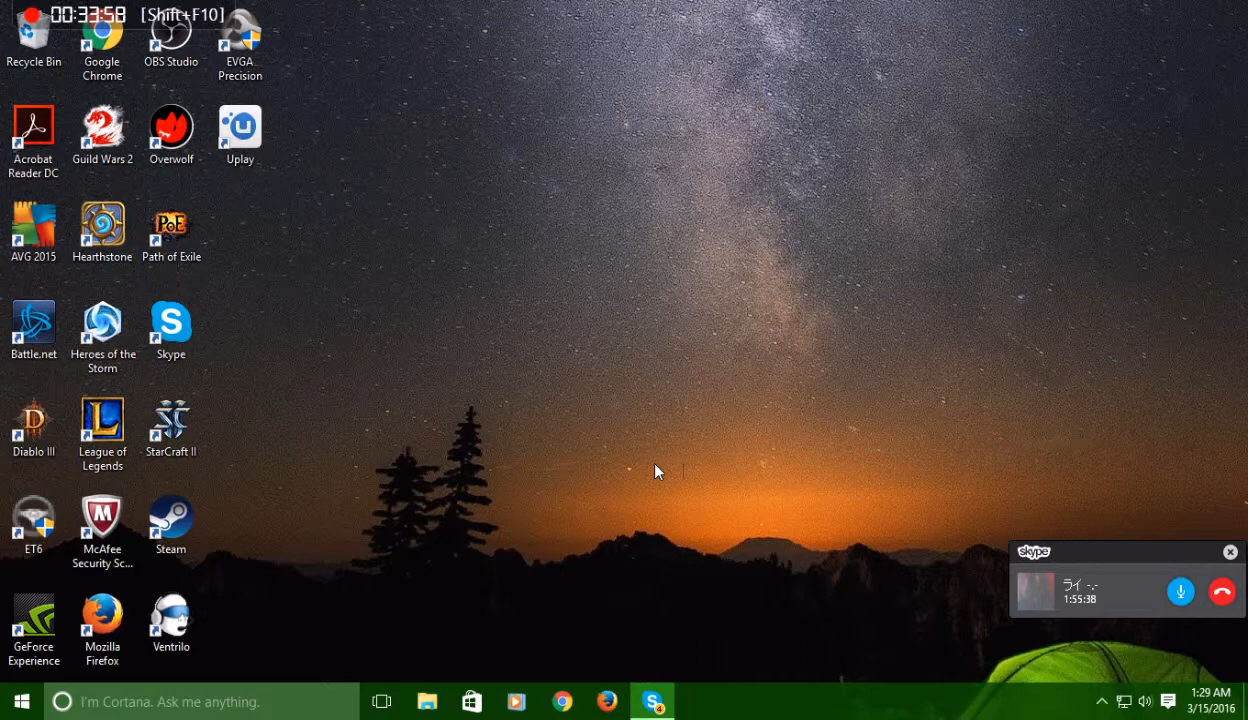 00:33:58 [Shift+F10]
Recycle Bin
Google Chrome
OBS Studio
EVGA Precision
Acrobat Reader DC
Guild Wars 2
Overwolf
Uplay
AVG 2015
Hearthstone
PoE
Path of Exile
Battle.net
Heroes of the Storm
Skype
Diablo III
League of Legends
StarCraft II
ET6
McAfee Security Sc...
Steam
GeForce Experience
Mozilla Firefox
Ventrilo
skype
ライ -.-
1:55:38
I'm Cortana. Ask me anything.
4
1:29 AM
3/15/2016